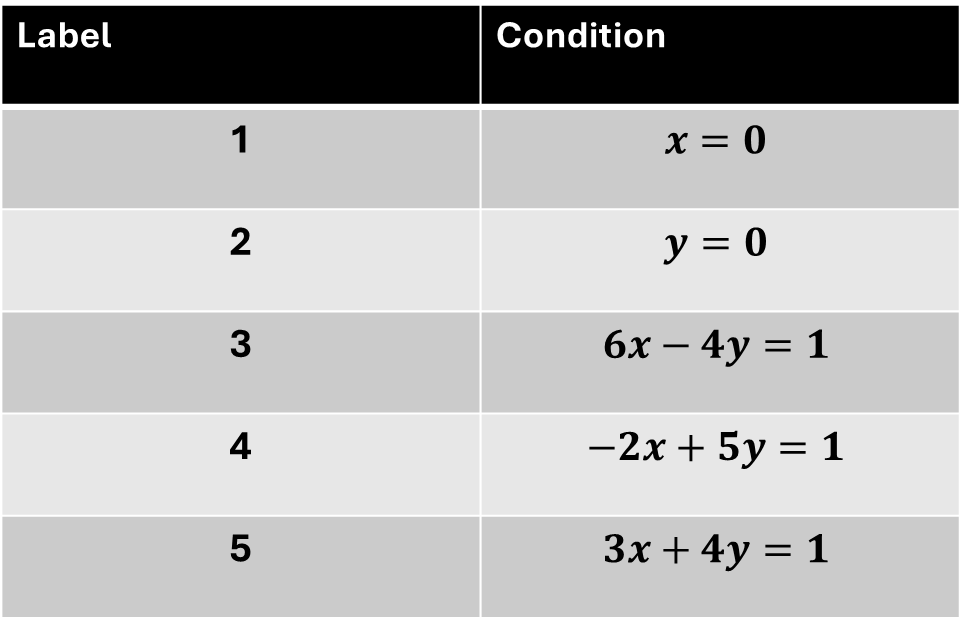 Label Condition
1 x = 0
2 y = 0
3 6x − 4y = 1
4 −2x + 5y = 1
5 3x + 4y = 1